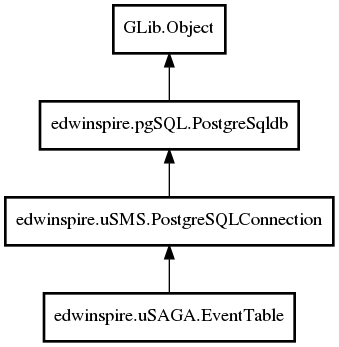 GLib.Object
edwinspire.pgSQL.PostgreSqldb
edwinspire.uSMS.PostgreSQLConnection
edwinspire.uSAGA.EventTable